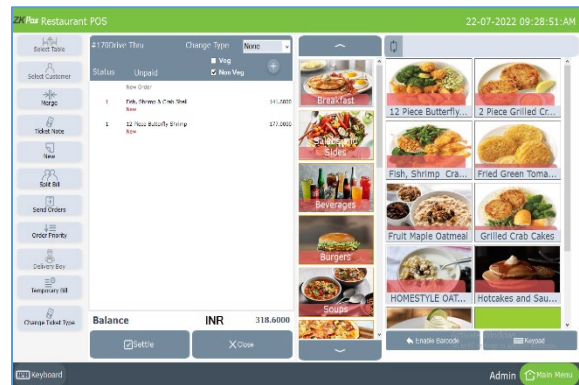 ZKPos Restaurant POS
22-07-2022 09:28:51:AM
Select Table
Select Customer
Merge
Ticket Note
New
Split Bill
Send Orders
Order Priority
Delivery Boy
Temporary Bill
Change Ticket Type
#170Drive Thru
Change Type
None
Status
Unpaid
Veg
Non Veg
New Order
1 Fish, Shrimp & Crab Shell 141.6000
New
1 12 Piece Butterfly Shrimp 177.0000
New
Balance INR 318.6000
Settle
Close
Breakfast
Salads and
Sides
Beverages
Burgers
Soups
12 Piece Butterfly...
2 Piece Grilled Cr...
Fish, Shrimp Cra...
Fried Green Toma...
Fruit Maple Oatmeal
Grilled Crab Cakes
HOMESTYLE OAT...
Hotcakes and Sau...
Enable Barcode
Keypad
Keyboard
Admin
Main Menu